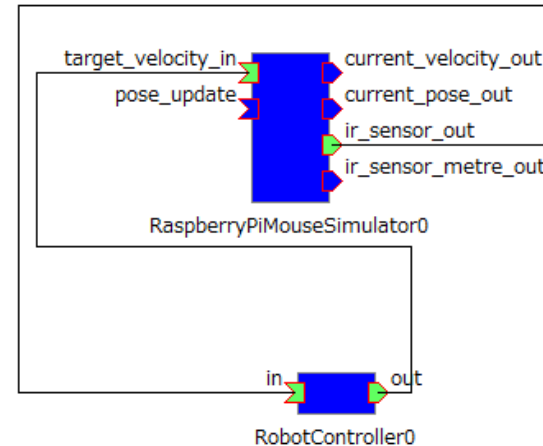 target_velocity_in
current_velocity_out
pose_update
current_pose_out
ir_sensor_out
ir_sensor_metre_out
RaspberryPiMouseSimulator0
in
out
RobotController0